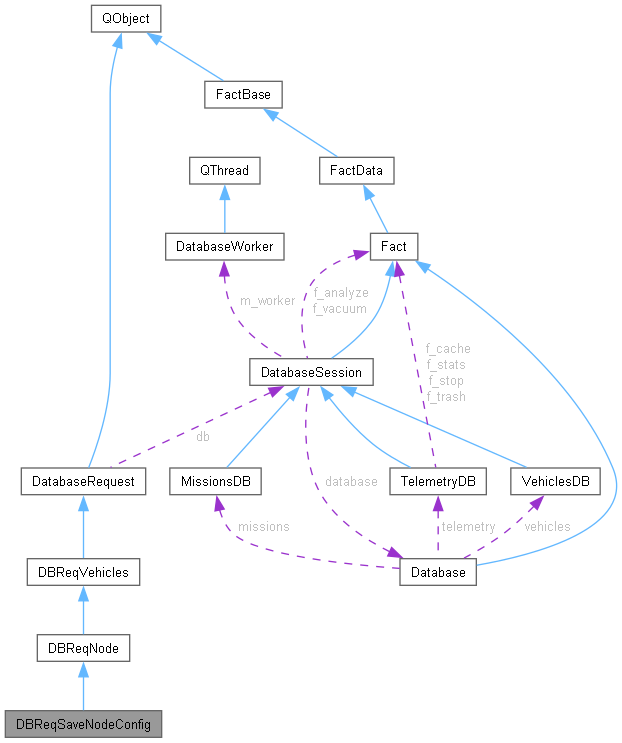 QObject
FactBase
QThread
FactData
DatabaseWorker
Fact
m_worker
f_analyze
f_vacuum
f_cache
f_stats
f_stop
f_trash
DatabaseSession
db
DatabaseRequest
MissionsDB
database
TelemetryDB
VehiclesDB
missions
telemetry
vehicles
DBReqVehicles
Database
DBReqNode
DBReqSaveNodeConfig